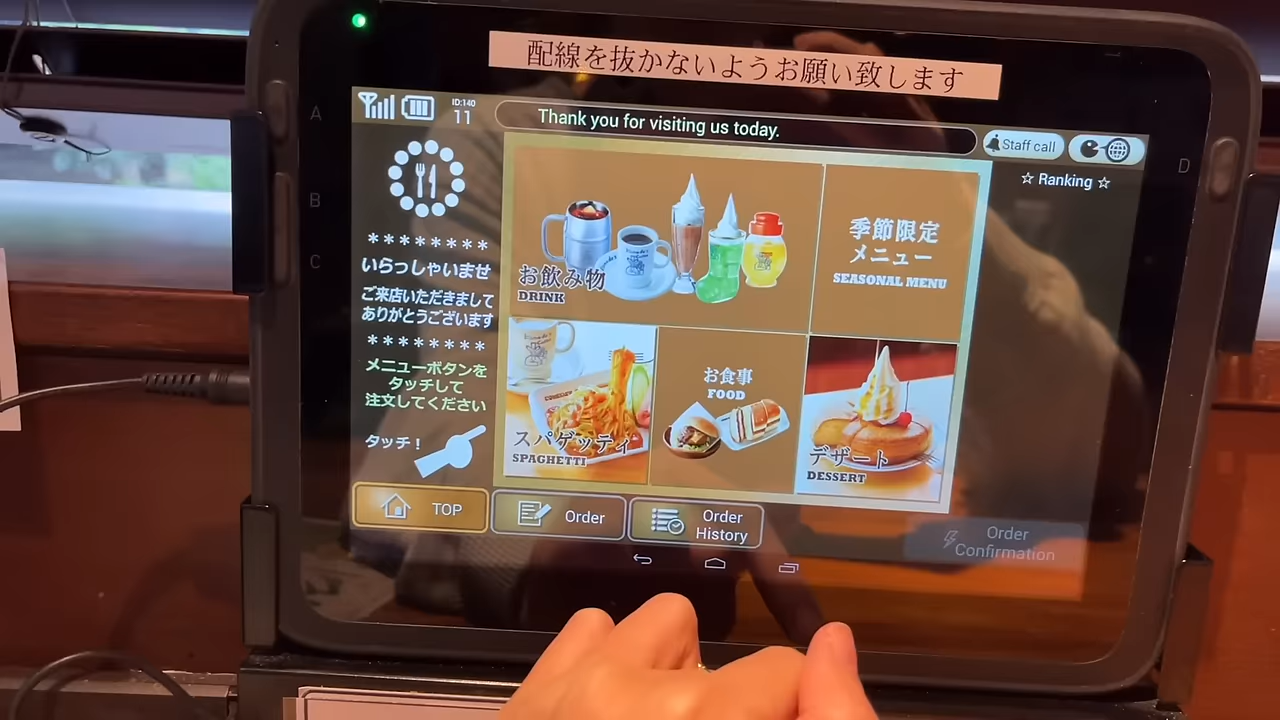 配線を抜かないようお願い致します
ID:140
11
Thank you for visiting us today.
Staff call
☆ Ranking ☆
A
B
C
D
********
いらっしゃいませ
ご来店いただきまして
ありがとうございます
********
メニューボタンを
タッチして
注文してください
タッチ！
お飲み物
DRINK
季節限定
メニュー
SEASONAL MENU
スパゲッティ
SPAGHETTI
お食事
FOOD
デザート
DESSERT
TOP
Order
Order
History
Order
Confirmation